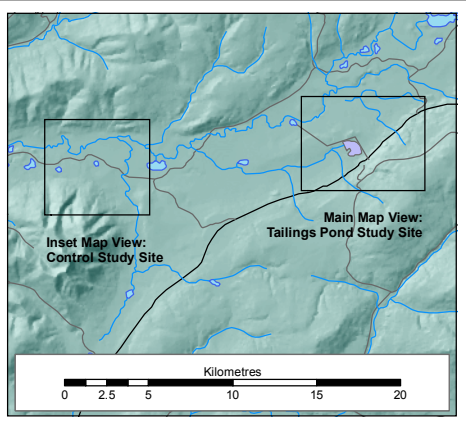 Main Map View:
Tailings Pond Study Site
Inset Map View:
Control Study Site
Kilometres
0 2.5 5 10 15 20